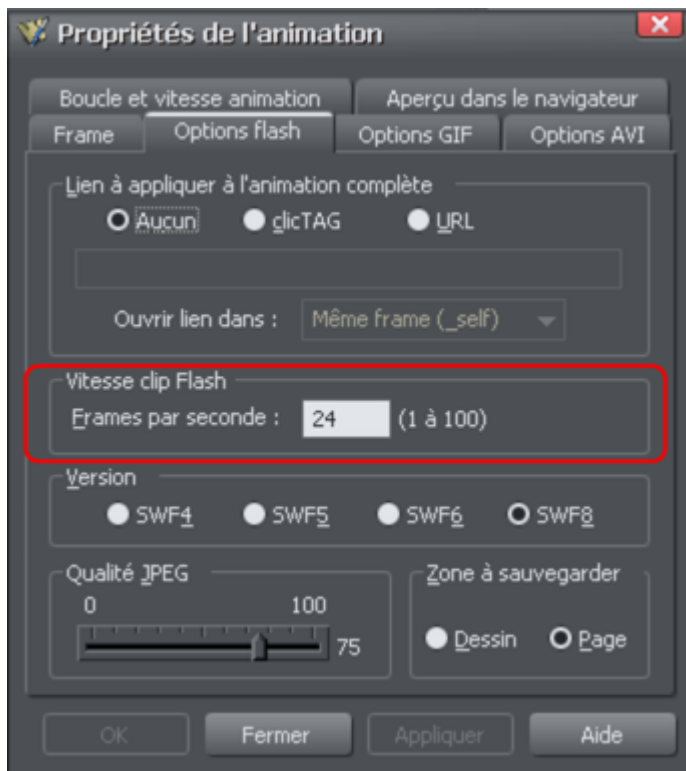 Propriétés de l'animation
Boucle et vitesse animation Aperçu dans le navigateur
Frame Options flash Options GIF Options AVI
Lien à appliquer à l'animation complète
Aucun clicTAG URL
Ouvrir lien dans : Même frame (_self)
Vitesse clip Flash
Frames par seconde : 24 (1 à 100)
Version
SWF4 SWF5 SWF6 SWF8
Qualité JPEG Zone à sauvegarder
0 100
75 Dessin Page
OK Fermer Appliquer Aide